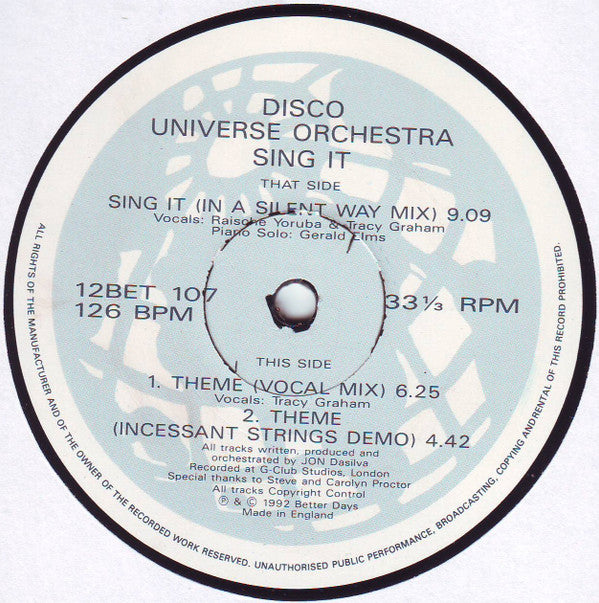 DISCO
UNIVERSE ORCHESTRA
SING IT
THAT SIDE
SING IT (IN A SILENT WAY MIX) 9.09
Vocals: Raischa Yoruba & Tracy Graham
Piano Solo: Gerald Elms
12BET 107
126 BPM
33⅓ RPM
THIS SIDE
1. THEME (VOCAL MIX) 6.25
Vocals: Tracy Graham
2. THEME
(INCESSANT STRINGS DEMO) 4.42
All tracks written, produced and
orchestrated by JON Dasilva
Recorded at G-Club Studios, London
Special thanks to Steve and Carolyn Proctor
All tracks Copyright Control
℗ & © 1992 Better Days
Made in England
ALL RIGHTS OF THE MANUFACTURER AND OF THE OWNER OF THE RECORDED WORK RESERVED. UNAUTHORISED PUBLIC PERFORMANCE, BROADCASTING, COPYING ANDRENTAL OF THIS RECORD PROHIBITED.